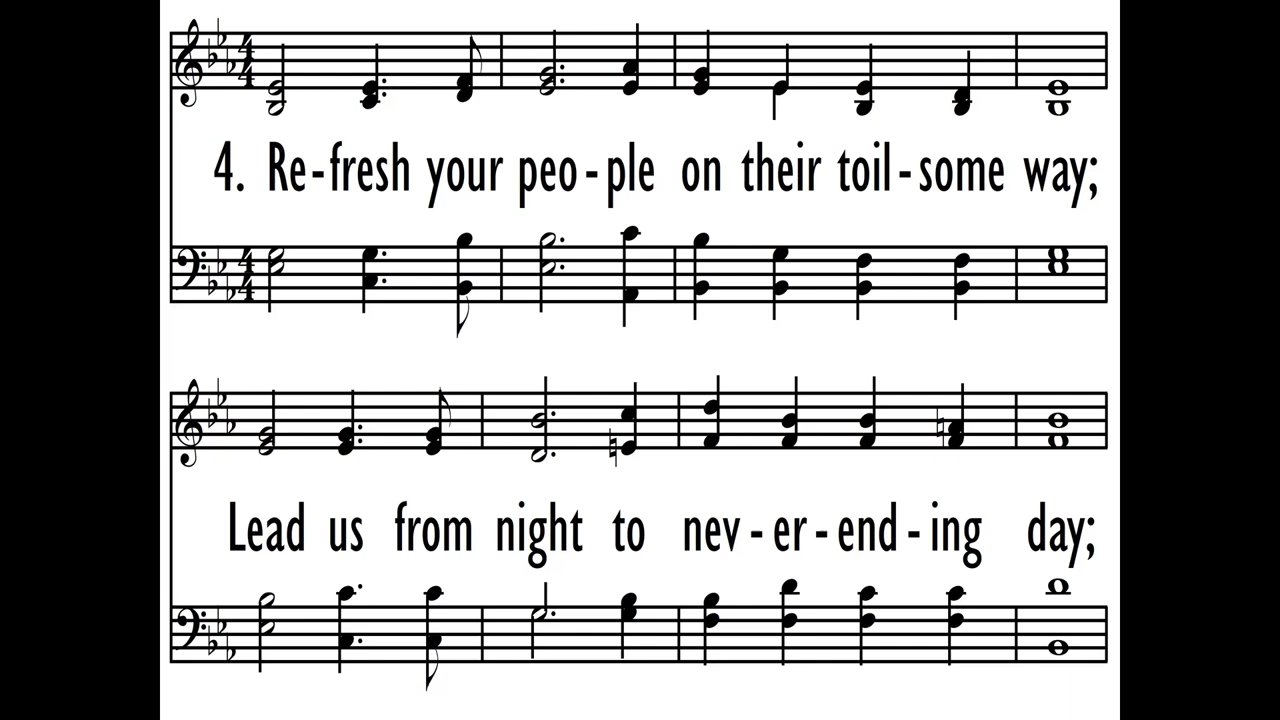 4. Re-fresh your peo-ple on their toil-some way;
Lead us from night to nev-er-end-ing day;